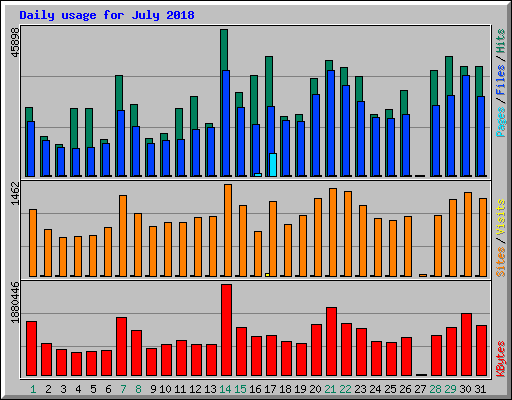 Daily usage for July 2018
45898
Pages / Files / Hits
1462
Sites / Visits
1880446
KBytes
1 2 3 4 5 6 7 8 9 10 11 12 13 14 15 16 17 18 19 20 21 22 23 24 25 26 27 28 29 30 31